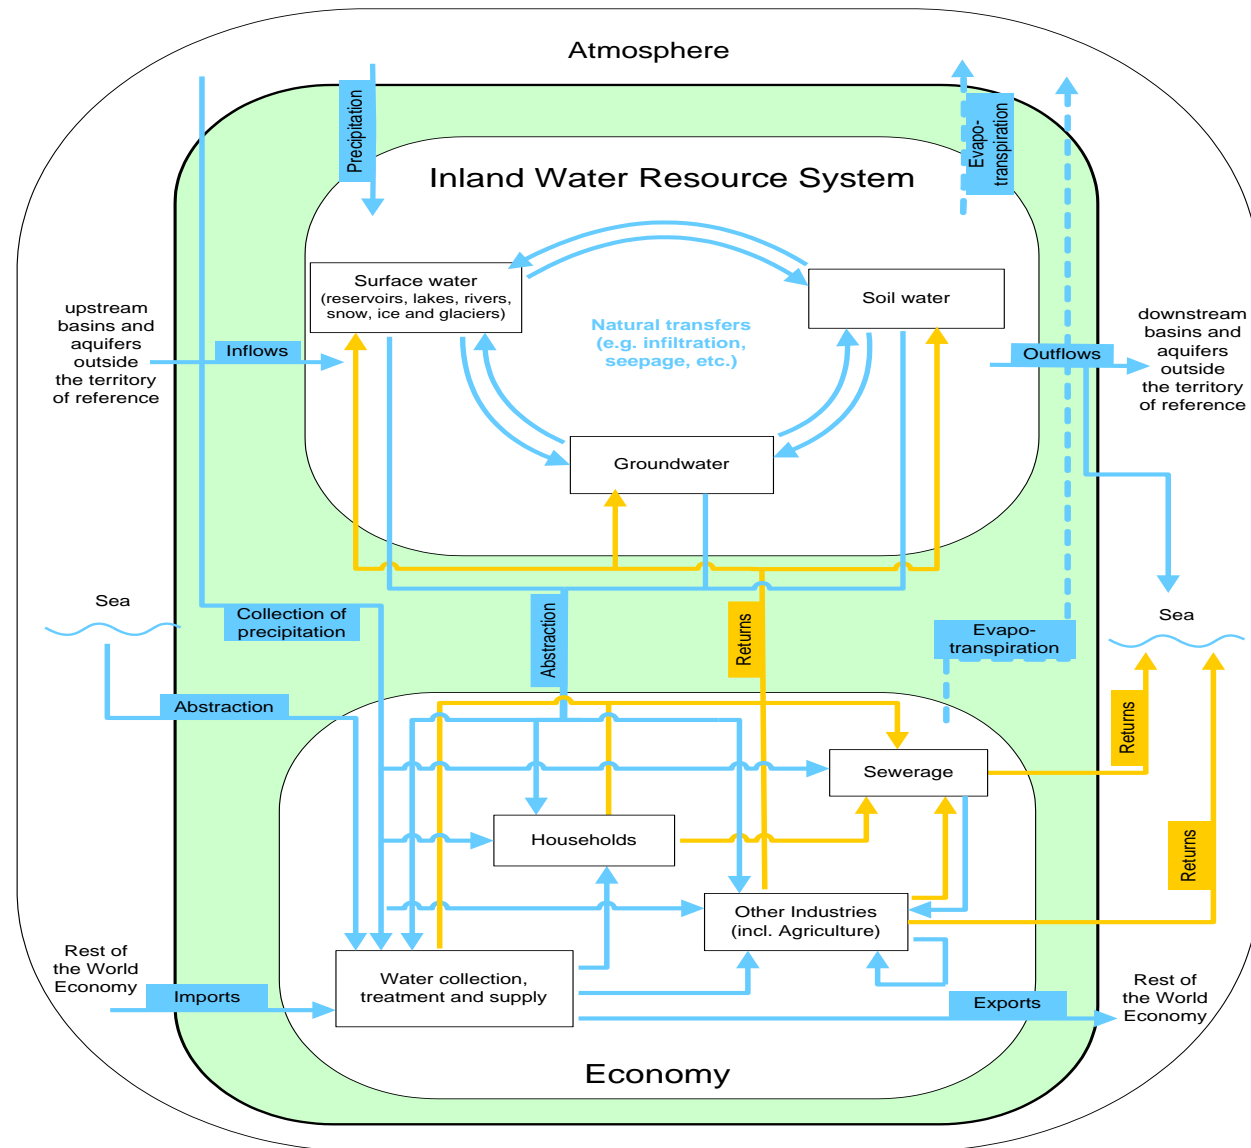 Atmosphere
Precipitation
Evapo-
transpiration
Inland Water Resource System
Surface water
(reservoirs, lakes, rivers,
snow, ice and glaciers)
Soil water
Natural transfers
(e.g. infiltration,
seepage, etc.)
upstream
basins and
aquifers
outside
the territory
of reference
Inflows
Outflows
downstream
basins and
aquifers
outside
the territory
of reference
Groundwater
Sea
Collection of
precipitation
Abstraction
Returns
Evapo-
transpiration
Sea
Abstraction
Returns
Sewerage
Households
Returns
Other Industries
(incl. Agriculture)
Rest of
the World
Economy
Imports
Water collection,
treatment and supply
Exports
Rest of
the World
Economy
Economy